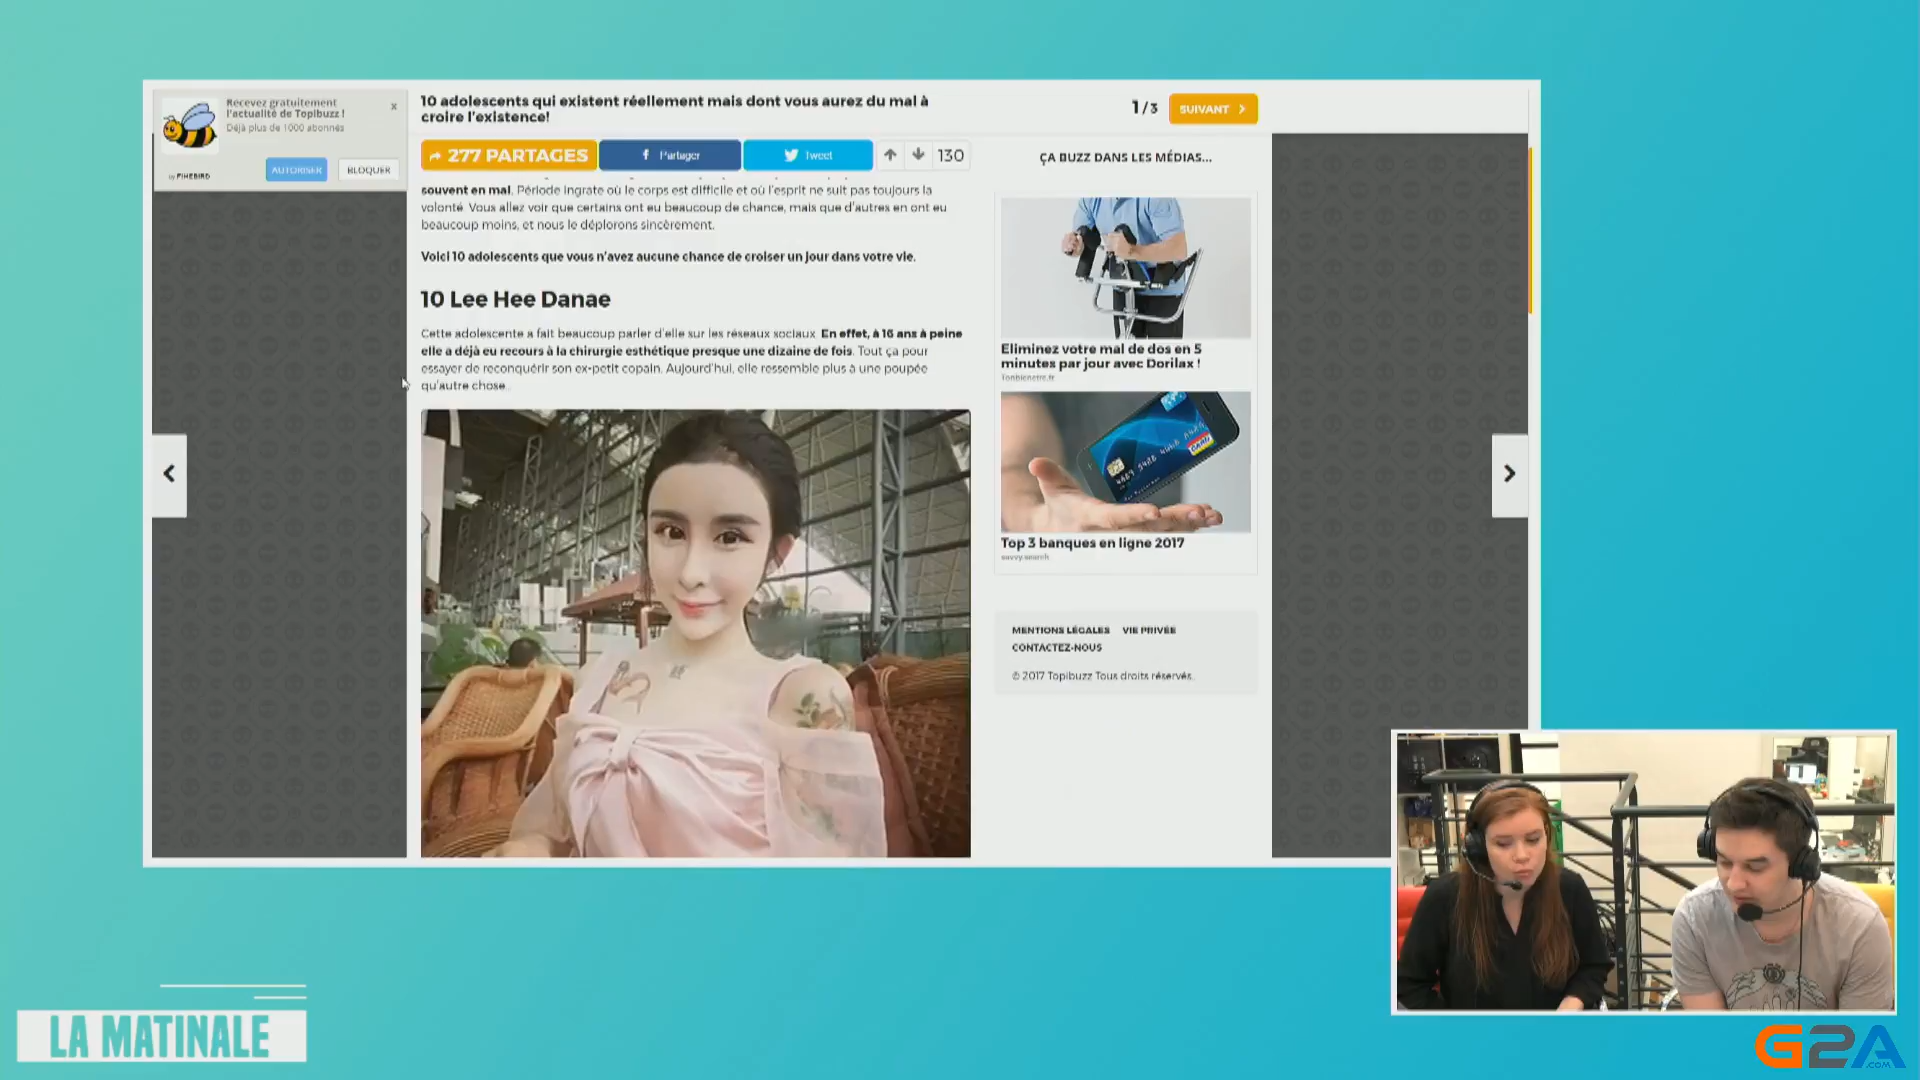 Recevez gratuitement
l'actualité de Topibuzz !
Déjà plus de 1000 abonnés
x
AUTORISER
BLOQUER
10 adolescents qui existent réellement mais dont vous aurez du mal à
croire l'existence!
1/3
SUIVANT
277 PARTAGES
Partager
Tweet
130
souvent en mal. Période ingrate où le corps est difficile et où l'esprit ne suit pas toujours la
volonté. Vous allez voir que certains ont eu beaucoup de chance, mais que d'autres en ont eu
beaucoup moins, et nous le déplorons sincèrement.
Voici 10 adolescents que vous n'avez aucune chance de croiser un jour dans votre vie.
10 Lee Hee Danae
Cette adolescente a fait beaucoup parler d'elle sur les réseaux sociaux. En effet, à 16 ans à peine
elle a déjà eu recours à la chirurgie esthétique presque une dizaine de fois. Tout ça pour
essayer de reconquérir son ex-petit copain. Aujourd'hui, elle ressemble plus à une poupée
qu'autre chose.
ÇA BUZZ DANS LES MÉDIAS...
Eliminez votre mal de dos en 5
minutes par jour avec Dorilax !
Tonbienetre.fr
Top 3 banques en ligne 2017
savvy.search
MENTIONS LÉGALES VIE PRIVÉE
CONTACTEZ-NOUS
© 2017 Topibuzz Tous droits réservés.
LA MATINALE
G2A
.COM